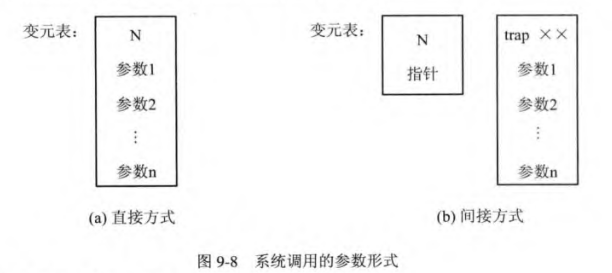 变元表：
N
参数1
参数2
⋮
参数n
(a) 直接方式
变元表：
N
指针
trap ××
参数1
参数2
⋮
参数n
(b) 间接方式
图 9-8 系统调用的参数形式